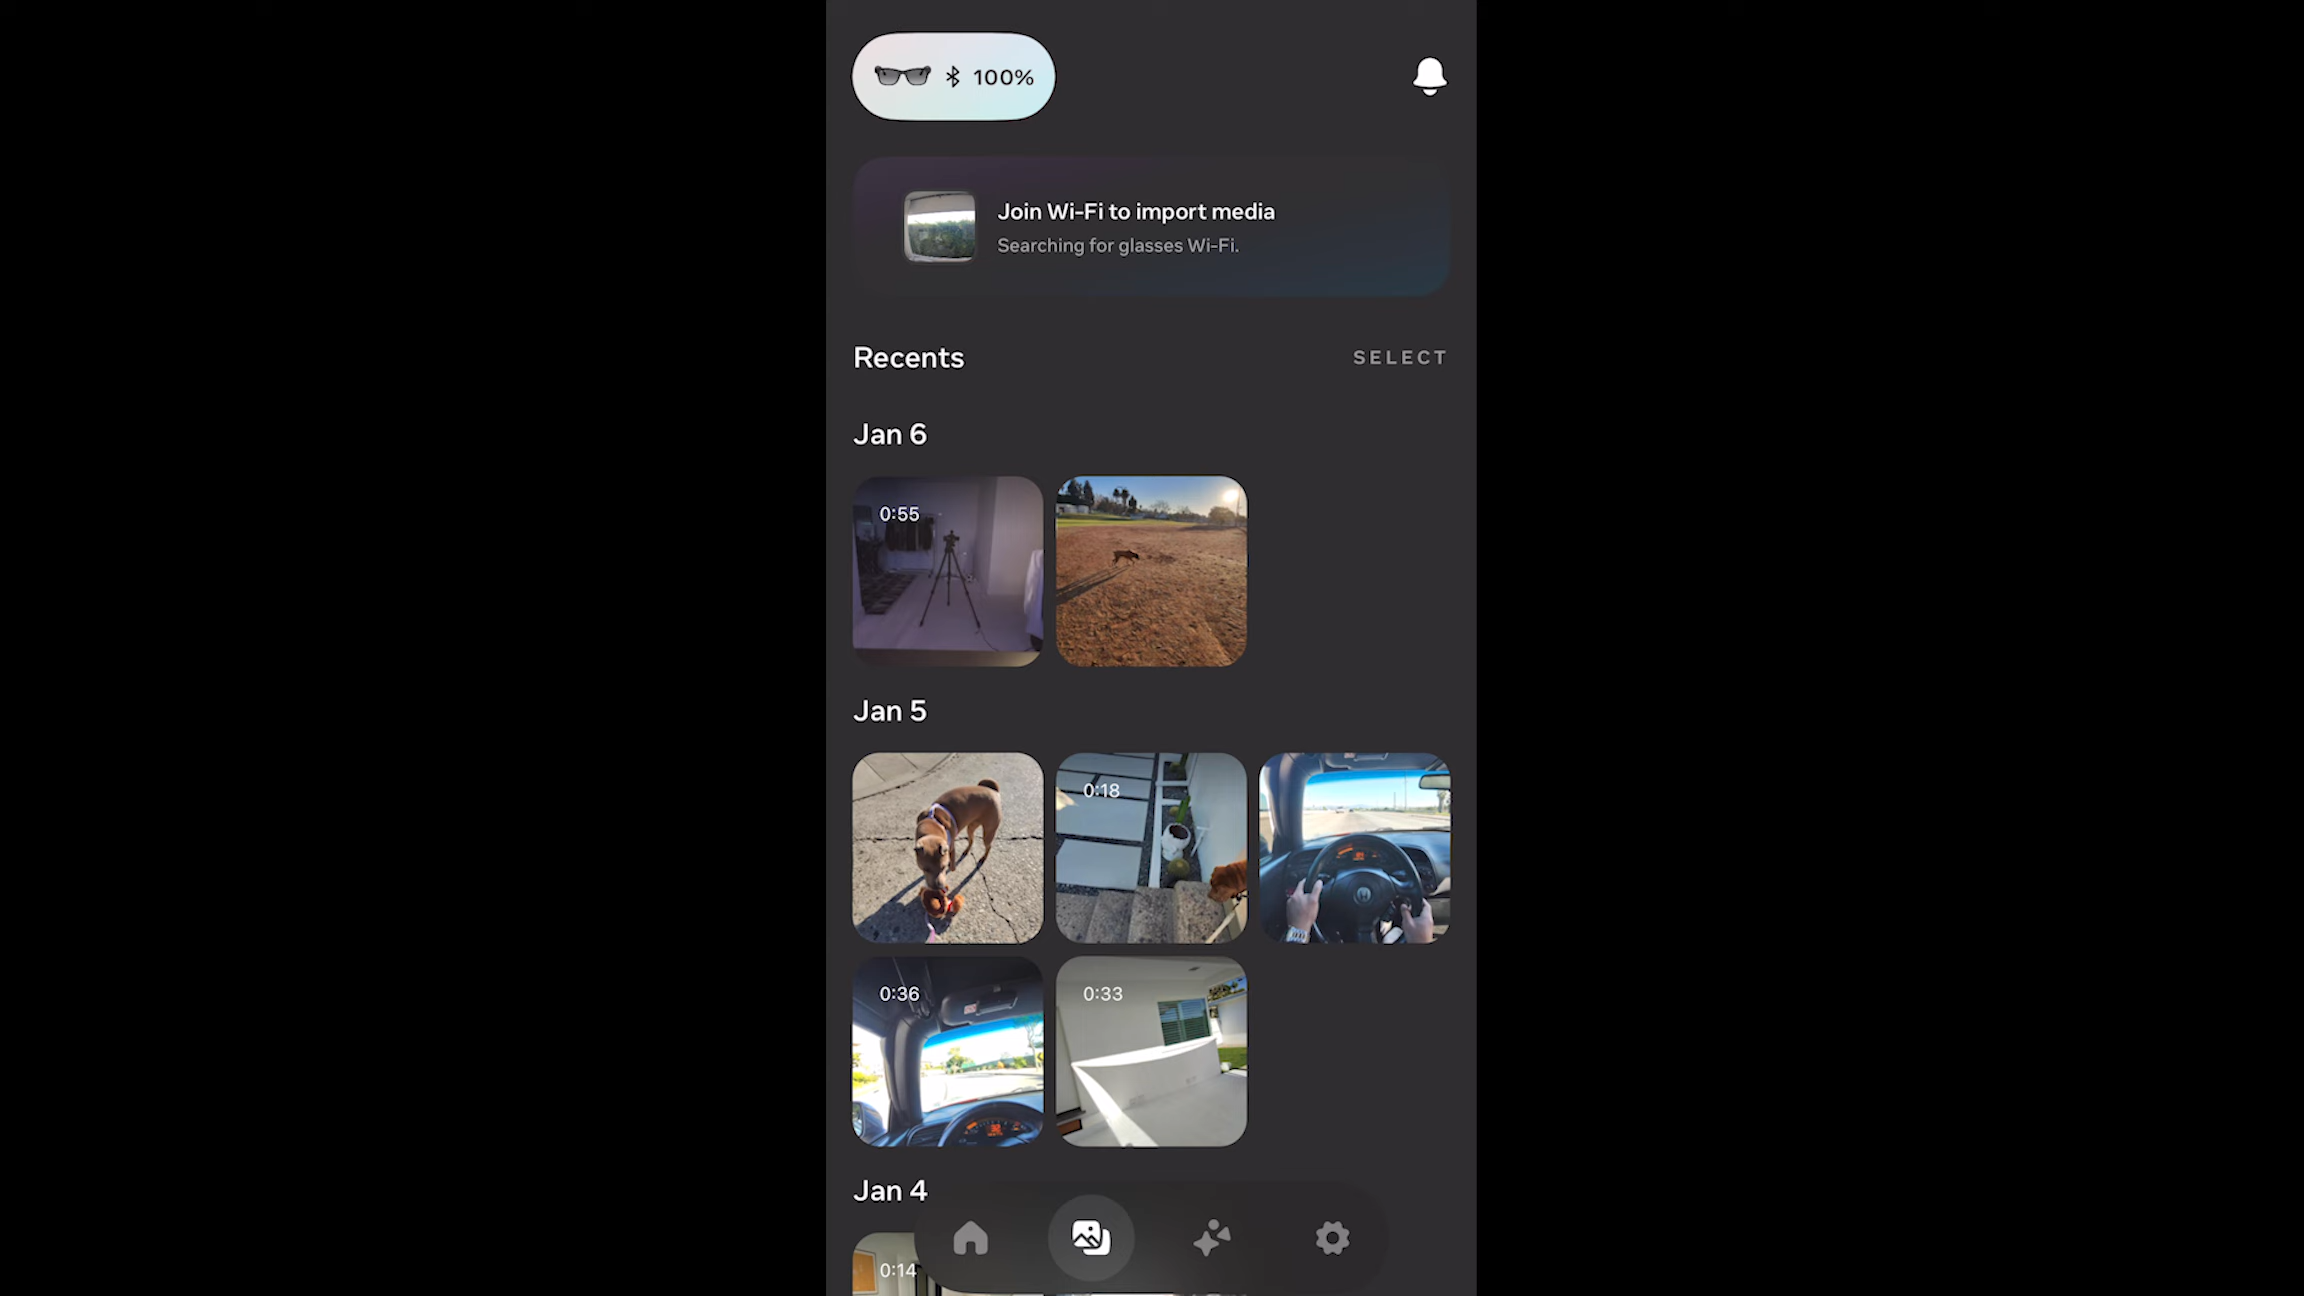 100%
Join Wi-Fi to import media
Searching for glasses Wi-Fi.
Recents
SELECT
Jan 6
0:55
Jan 5
0:18
0:36
0:33
Jan 4
0:14